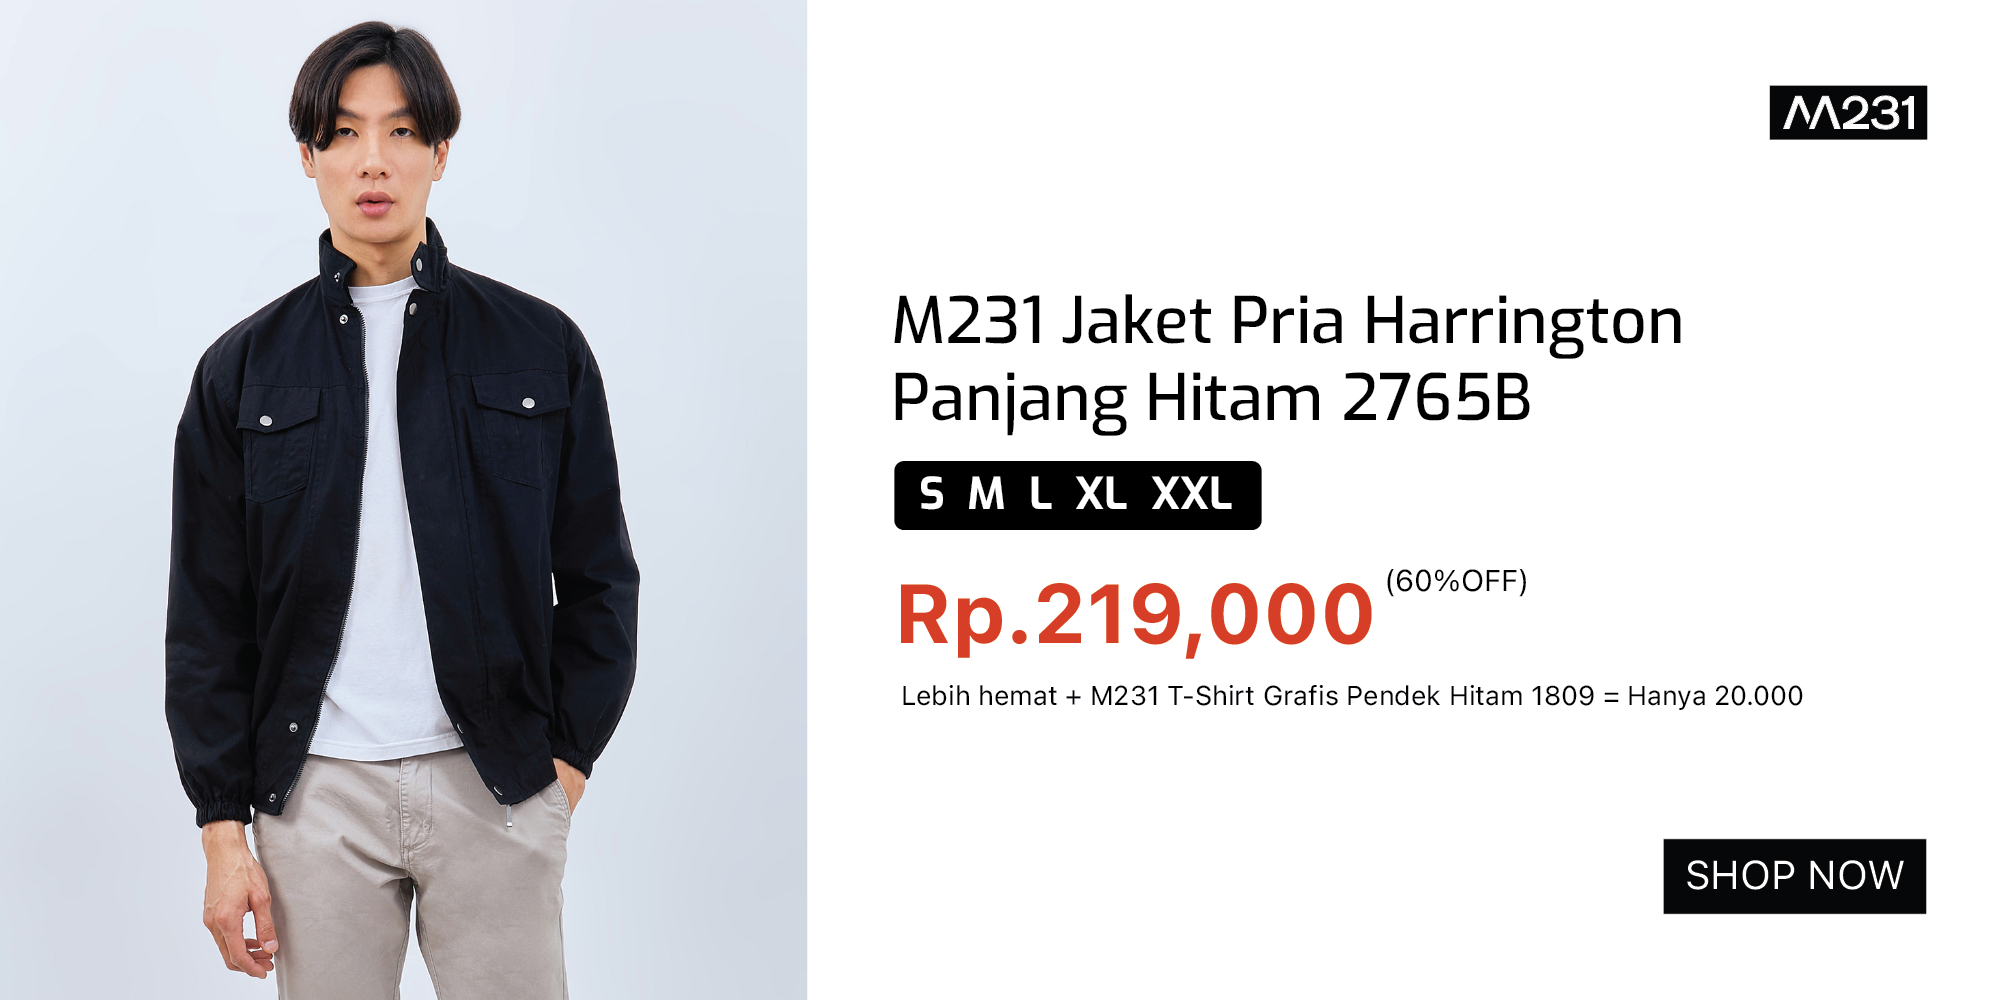 M231
M231 Jaket Pria Harrington
Panjang Hitam 2765B
S M L XL XXL
Rp.219,000 (60%OFF)
Lebih hemat + M231 T-Shirt Grafis Pendek Hitam 1809 = Hanya 20.000
SHOP NOW